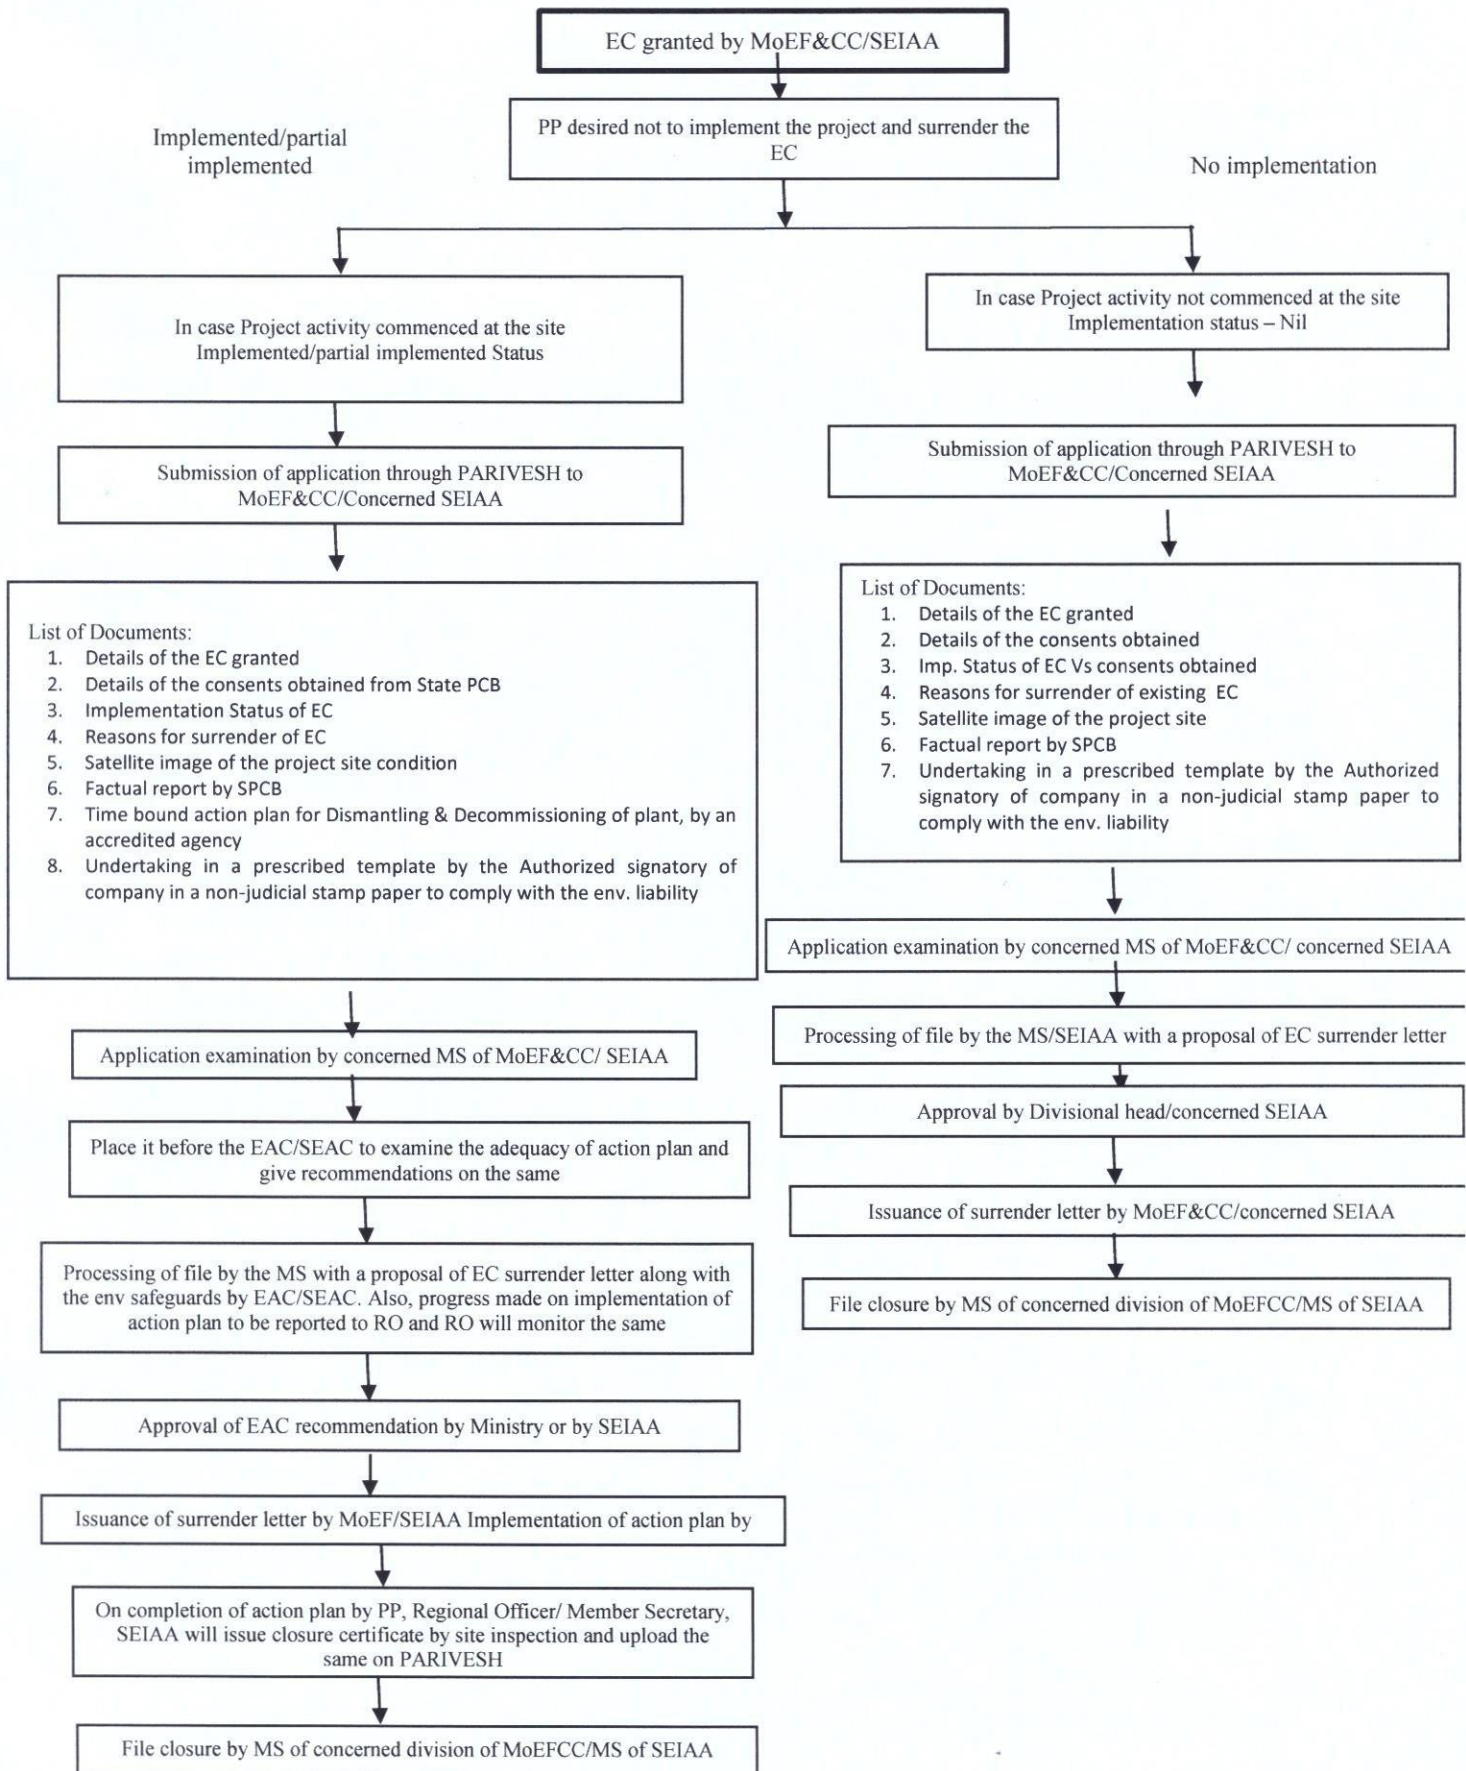 EC granted by MoEF&CC/SEIAA
PP desired not to implement the project and surrender the
EC
Implemented/partial
implemented
No implementation
In case Project activity commenced at the site
Implemented/partial implemented Status
Submission of application through PARIVESH to
MoEF&CC/Concerned SEIAA
List of Documents:
1. Details of the EC granted
2. Details of the consents obtained from State PCB
3. Implementation Status of EC
4. Reasons for surrender of EC
5. Satellite image of the project site condition
6. Factual report by SPCB
7. Time bound action plan for Dismantling & Decommissioning of plant, by an
accredited agency
8. Undertaking in a prescribed template by the Authorized signatory of
company in a non-judicial stamp paper to comply with the env. liability
Application examination by concerned MS of MoEF&CC/ SEIAA
Place it before the EAC/SEAC to examine the adequacy of action plan and
give recommendations on the same
Processing of file by the MS with a proposal of EC surrender letter along with
the env safeguards by EAC/SEAC. Also, progress made on implementation of
action plan to be reported to RO and RO will monitor the same
Approval of EAC recommendation by Ministry or by SEIAA
Issuance of surrender letter by MoEF/SEIAA Implementation of action plan by
On completion of action plan by PP, Regional Officer/ Member Secretary,
SEIAA will issue closure certificate by site inspection and upload the
same on PARIVESH
File closure by MS of concerned division of MoEFCC/MS of SEIAA
In case Project activity not commenced at the site
Implementation status – Nil
Submission of application through PARIVESH to
MoEF&CC/Concerned SEIAA
List of Documents:
1. Details of the EC granted
2. Details of the consents obtained
3. Imp. Status of EC Vs consents obtained
4. Reasons for surrender of existing EC
5. Satellite image of the project site
6. Factual report by SPCB
7. Undertaking in a prescribed template by the Authorized
signatory of company in a non-judicial stamp paper to
comply with the env. liability
Application examination by concerned MS of MoEF&CC/ concerned SEIAA
Processing of file by the MS/SEIAA with a proposal of EC surrender letter
Approval by Divisional head/concerned SEIAA
Issuance of surrender letter by MoEF&CC/concerned SEIAA
File closure by MS of concerned division of MoEFCC/MS of SEIAA